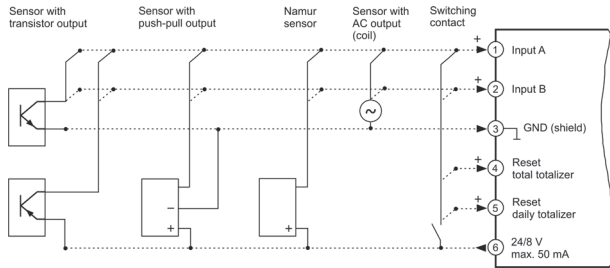 Sensor with
transistor output
Sensor with
push-pull output
Namur
sensor
Sensor with
AC output
(coil)
Switching
contact
+
1
Input A
+
2
Input B
~
3
GND (shield)
+
4
Reset
total totalizer
+
5
Reset
daily totalizer
−
+
+
6
24/8 V
max. 50 mA